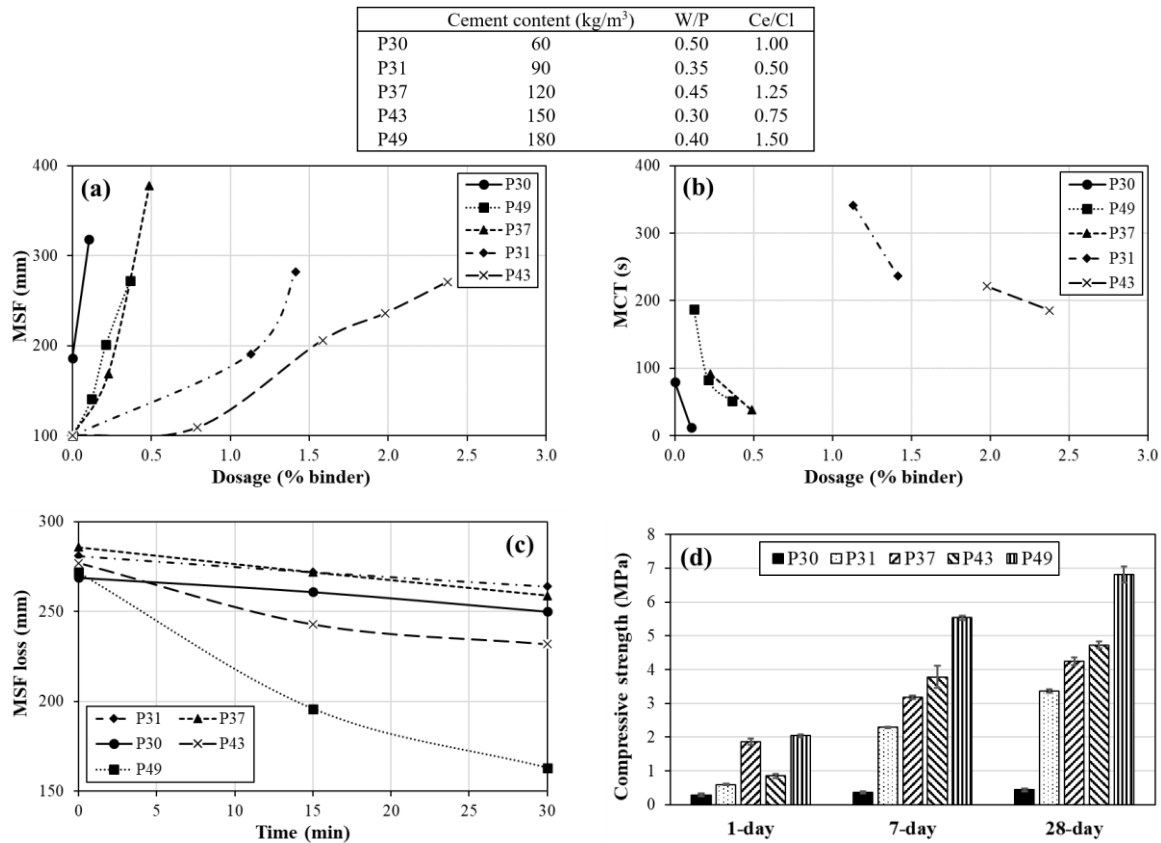 Cement content (kg/m³) W/P Ce/Cl
P30 60 0.50 1.00
P31 90 0.35 0.50
P37 120 0.45 1.25
P43 150 0.30 0.75
P49 180 0.40 1.50
(a)
MSF (mm)
400
300
200
100
0.0 0.5 1.0 1.5 2.0 2.5 3.0
Dosage (% binder)
P30
P49
P37
P31
P43
(b)
MCT (s)
400
300
200
100
0
0.0 0.5 1.0 1.5 2.0 2.5 3.0
Dosage (% binder)
P30
P49
P37
P31
P43
(c)
MSF loss (mm)
300
250
200
150
0 5 10 15 20 25 30
Time (min)
P31 P37
P30 P43
P49
(d)
Compressive strength (MPa)
8
7
6
5
4
3
2
1
0
P30 P31 P37 P43 P49
1-day 7-day 28-day